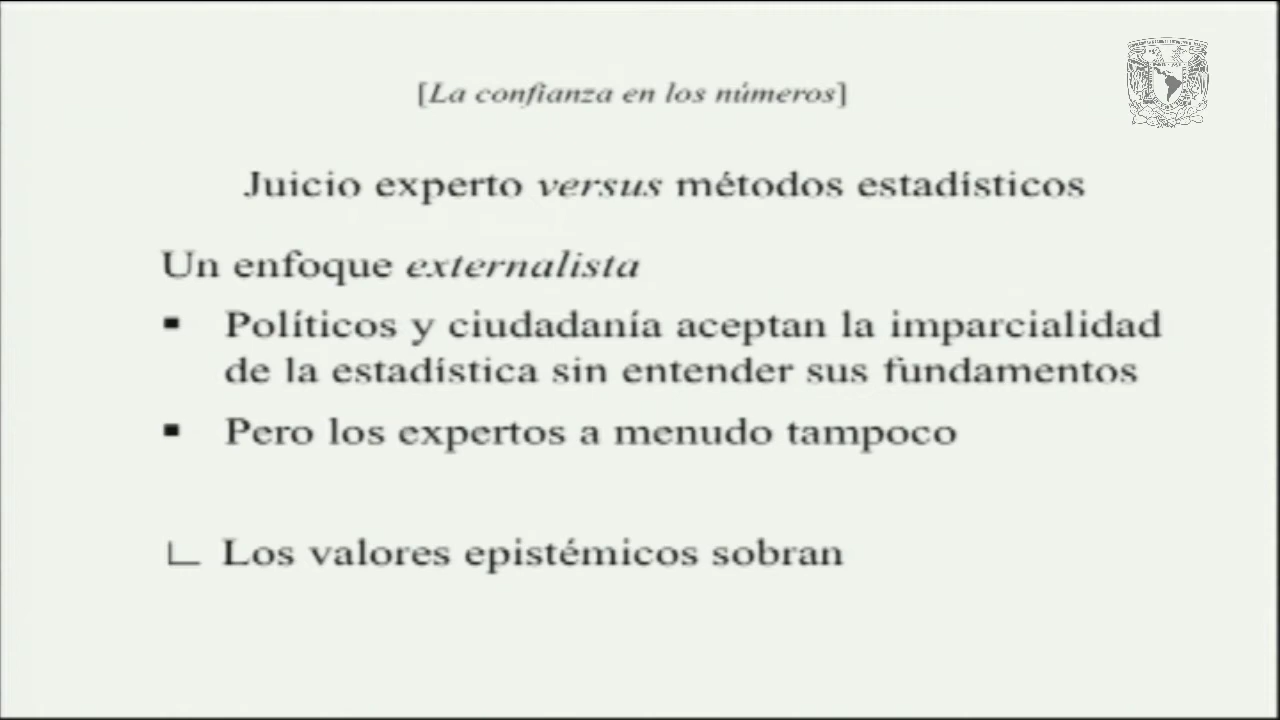 [La confianza en los números]
Juicio experto versus métodos estadísticos
Un enfoque externalista
▪ Políticos y ciudadanía aceptan la imparcialidad
de la estadística sin entender sus fundamentos
▪ Pero los expertos a menudo tampoco
∟ Los valores epistémicos sobran